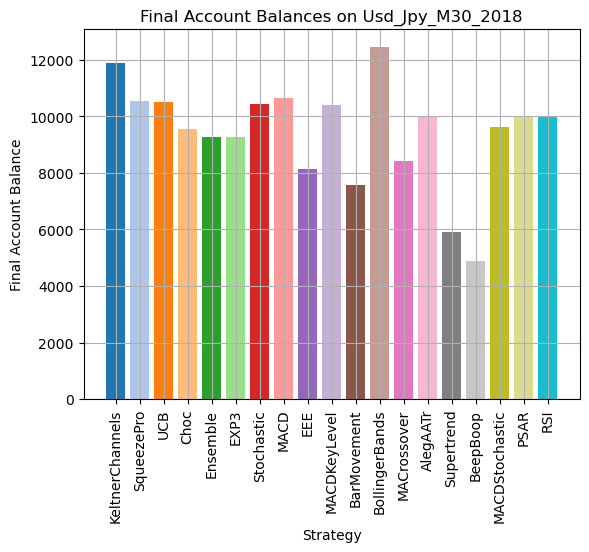 Final Account Balances on Usd_Jpy_M30_2018
Final Account Balance
12000
10000
8000
6000
4000
2000
0
KeltnerChannels
SqueezePro
UCB
Choc
Ensemble
EXP3
Stochastic
MACD
EEE
MACDKeyLevel
BarMovement
BollingerBands
MACrossover
AlegAATr
Supertrend
BeepBoop
MACDStochastic
PSAR
RSI
Strategy